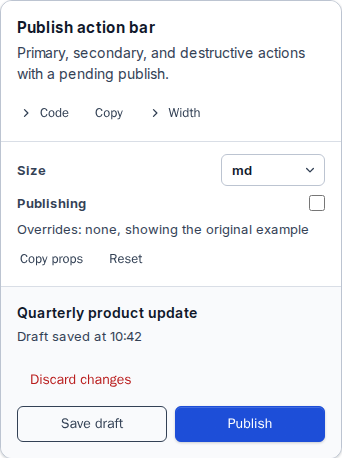 Publish action bar
Primary, secondary, and destructive actions
with a pending publish.
Code Copy Width
Size md
Publishing
Overrides: none, showing the original example
Copy props Reset
Quarterly product update
Draft saved at 10:42
Discard changes
Save draft Publish